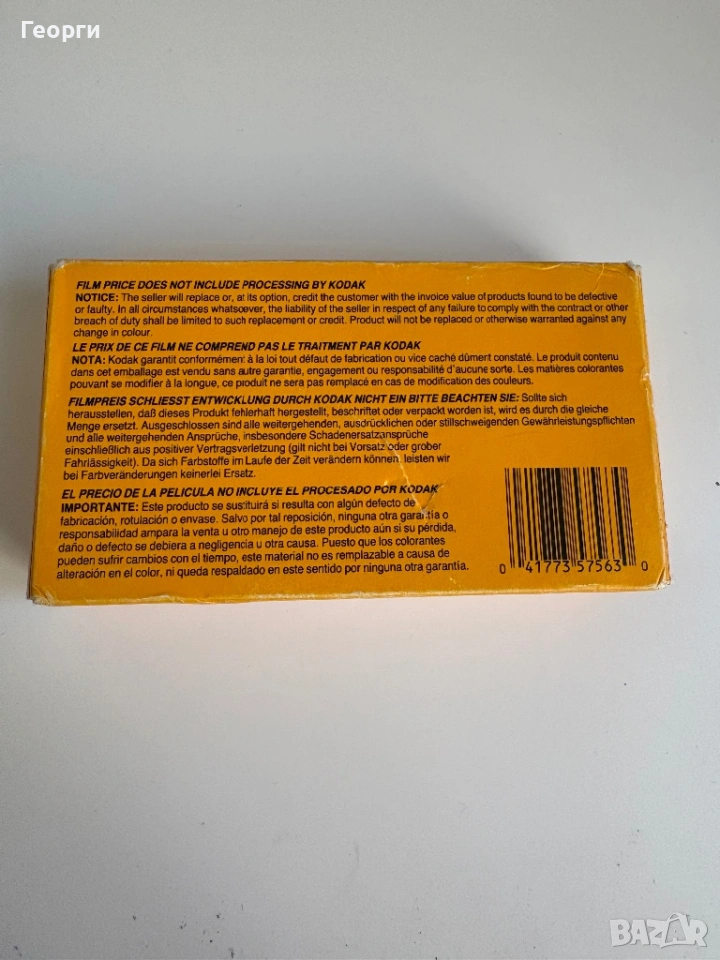 Георги
FILM PRICE DOES NOT INCLUDE PROCESSING BY KODAK
NOTICE: The seller will replace or, at its option, credit the customer with the invoice value of products found to be defective
or faulty. In all circumstances whatsoever, the liability of the seller in respect of any failure to comply with the contract or other
breach of duty shall be limited to such replacement or credit. Product will not be replaced or otherwise warranted against any
change in colour.
LE PRIX DE CE FILM NE COMPREND PAS LE TRAITMENT PAR KODAK
NOTA: Kodak garantit conformémen: à la loi tout défaut de fabrication ou vice caché dûment constaté. Le produit contenu
dans cet emballage est vendu sans autre garantie, engagement ou responsabilité d'aucune sorte. Les matières colorantes
pouvant se modifier à la longue, ce produit ne sera pas remplacé en cas de modification des couleurs.
FILMPREIS SCHLIESST ENTWICKLUNG DURCH KODAK NICHT EIN BITTE BEACHTEN SIE: Sollte sich
herausstellen, daß dieses Produkt fehlerhaft hergestellt, beschriftet oder verpackt worden ist, wird es durch die gleiche
Menge ersetzt. Ausgeschlossen sind alle weitergehenden, ausdrücklichen oder stillschweigenden Gewährleistungspflichten
und alle weitergehenden Ansprüche, insbesondere Schadenersatzansprüche
einschließlich aus positiver Vertragsverletzung (gilt nicht bei Vorsatz oder grober
Fahrlässigkeit). Da sich Farbstoffe im Laufe der Zeit verändern können, leisten wir
bei Farbveränderungen keinerlei Ersatz.
EL PRECIO DE LA PELICULA NO INCLUYE EL PROCESADO POR KODAK
IMPORTANTE: Este producto se sustituirá si resulta con algún defecto de
fabricación, rotulación o envase. Salvo por tal reposición, ninguna otra garantía o
responsabilidad ampara la venta u otro manejo de este producto aún si su pérdida,
daño o defecto se debiera a negligencia u otra causa. Puesto que los colorantes
pueden sufrir cambios con el tiempo, este material no es remplazable a causa de
alteración en el color, ni queda respaldado en este sentido por ninguna otra garantía.
0 41773 57563 0
BAZAR